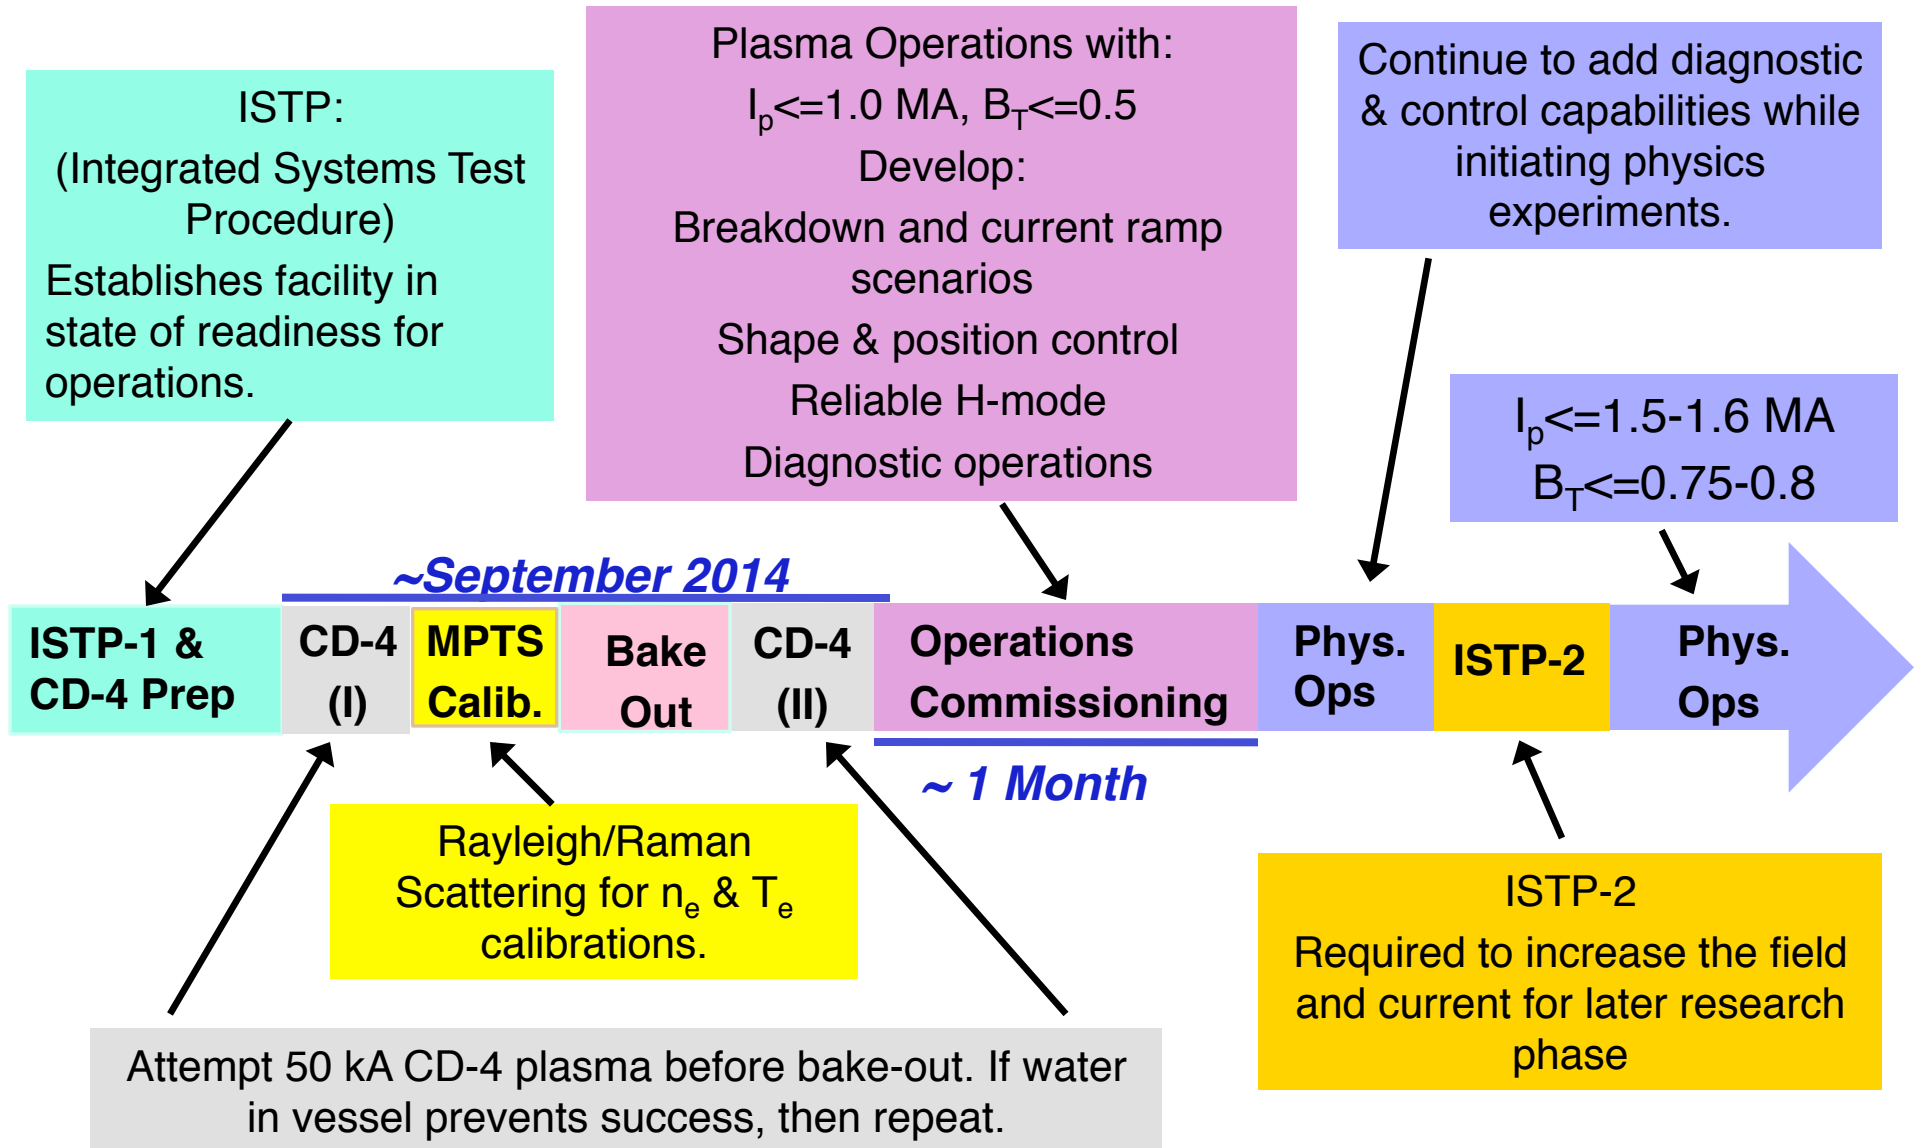 ISTP:
(Integrated Systems Test
Procedure)
Establishes facility in
state of readiness for
operations.
Plasma Operations with:
Ip<=1.0 MA, BT<=0.5
Develop:
Breakdown and current ramp
scenarios
Shape & position control
Reliable H-mode
Diagnostic operations
Continue to add diagnostic
& control capabilities while
initiating physics
experiments.
Ip<=1.5-1.6 MA
BT<=0.75-0.8
~September 2014
ISTP-1 &
CD-4 Prep
CD-4
(I)
MPTS
Calib.
Bake
Out
CD-4
(II)
Operations
Commissioning
Phys.
Ops
ISTP-2
Phys.
Ops
~ 1 Month
Rayleigh/Raman
Scattering for ne & Te
calibrations.
ISTP-2
Required to increase the field
and current for later research
phase
Attempt 50 kA CD-4 plasma before bake-out. If water
in vessel prevents success, then repeat.